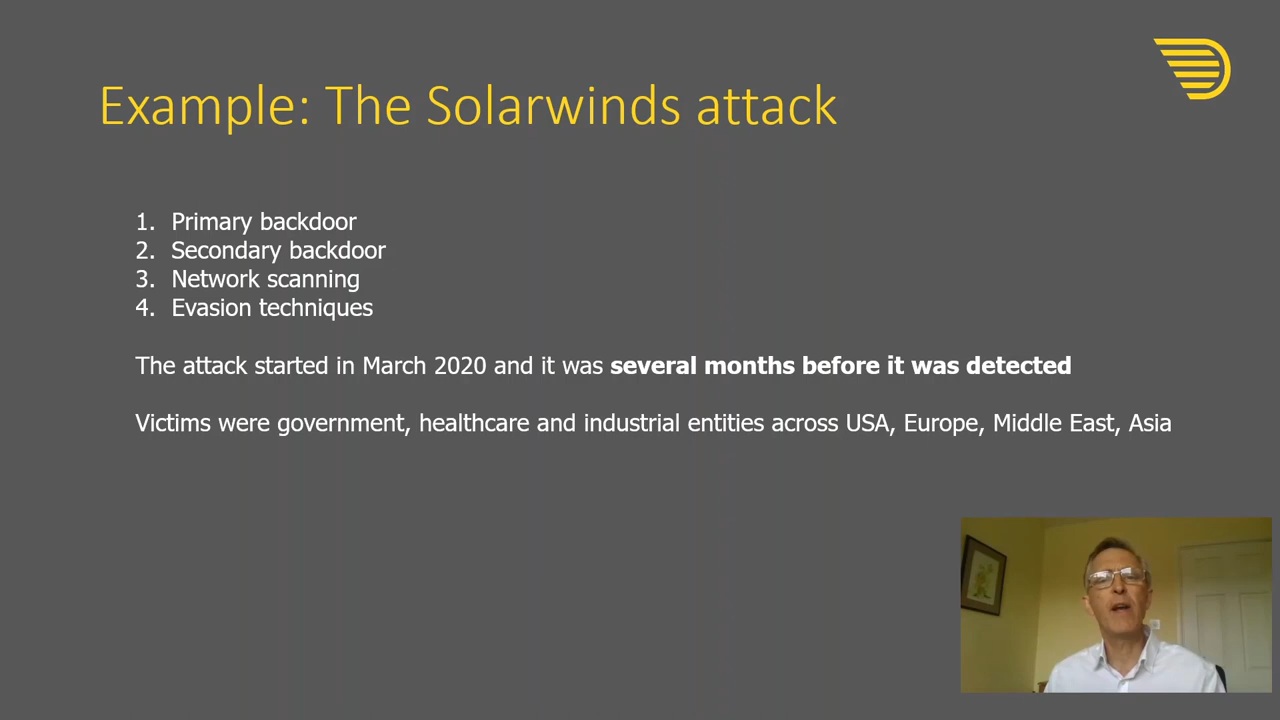 Example: The Solarwinds attack
1. Primary backdoor
2. Secondary backdoor
3. Network scanning
4. Evasion techniques
The attack started in March 2020 and it was several months before it was detected
Victims were government, healthcare and industrial entities across USA, Europe, Middle East, Asia